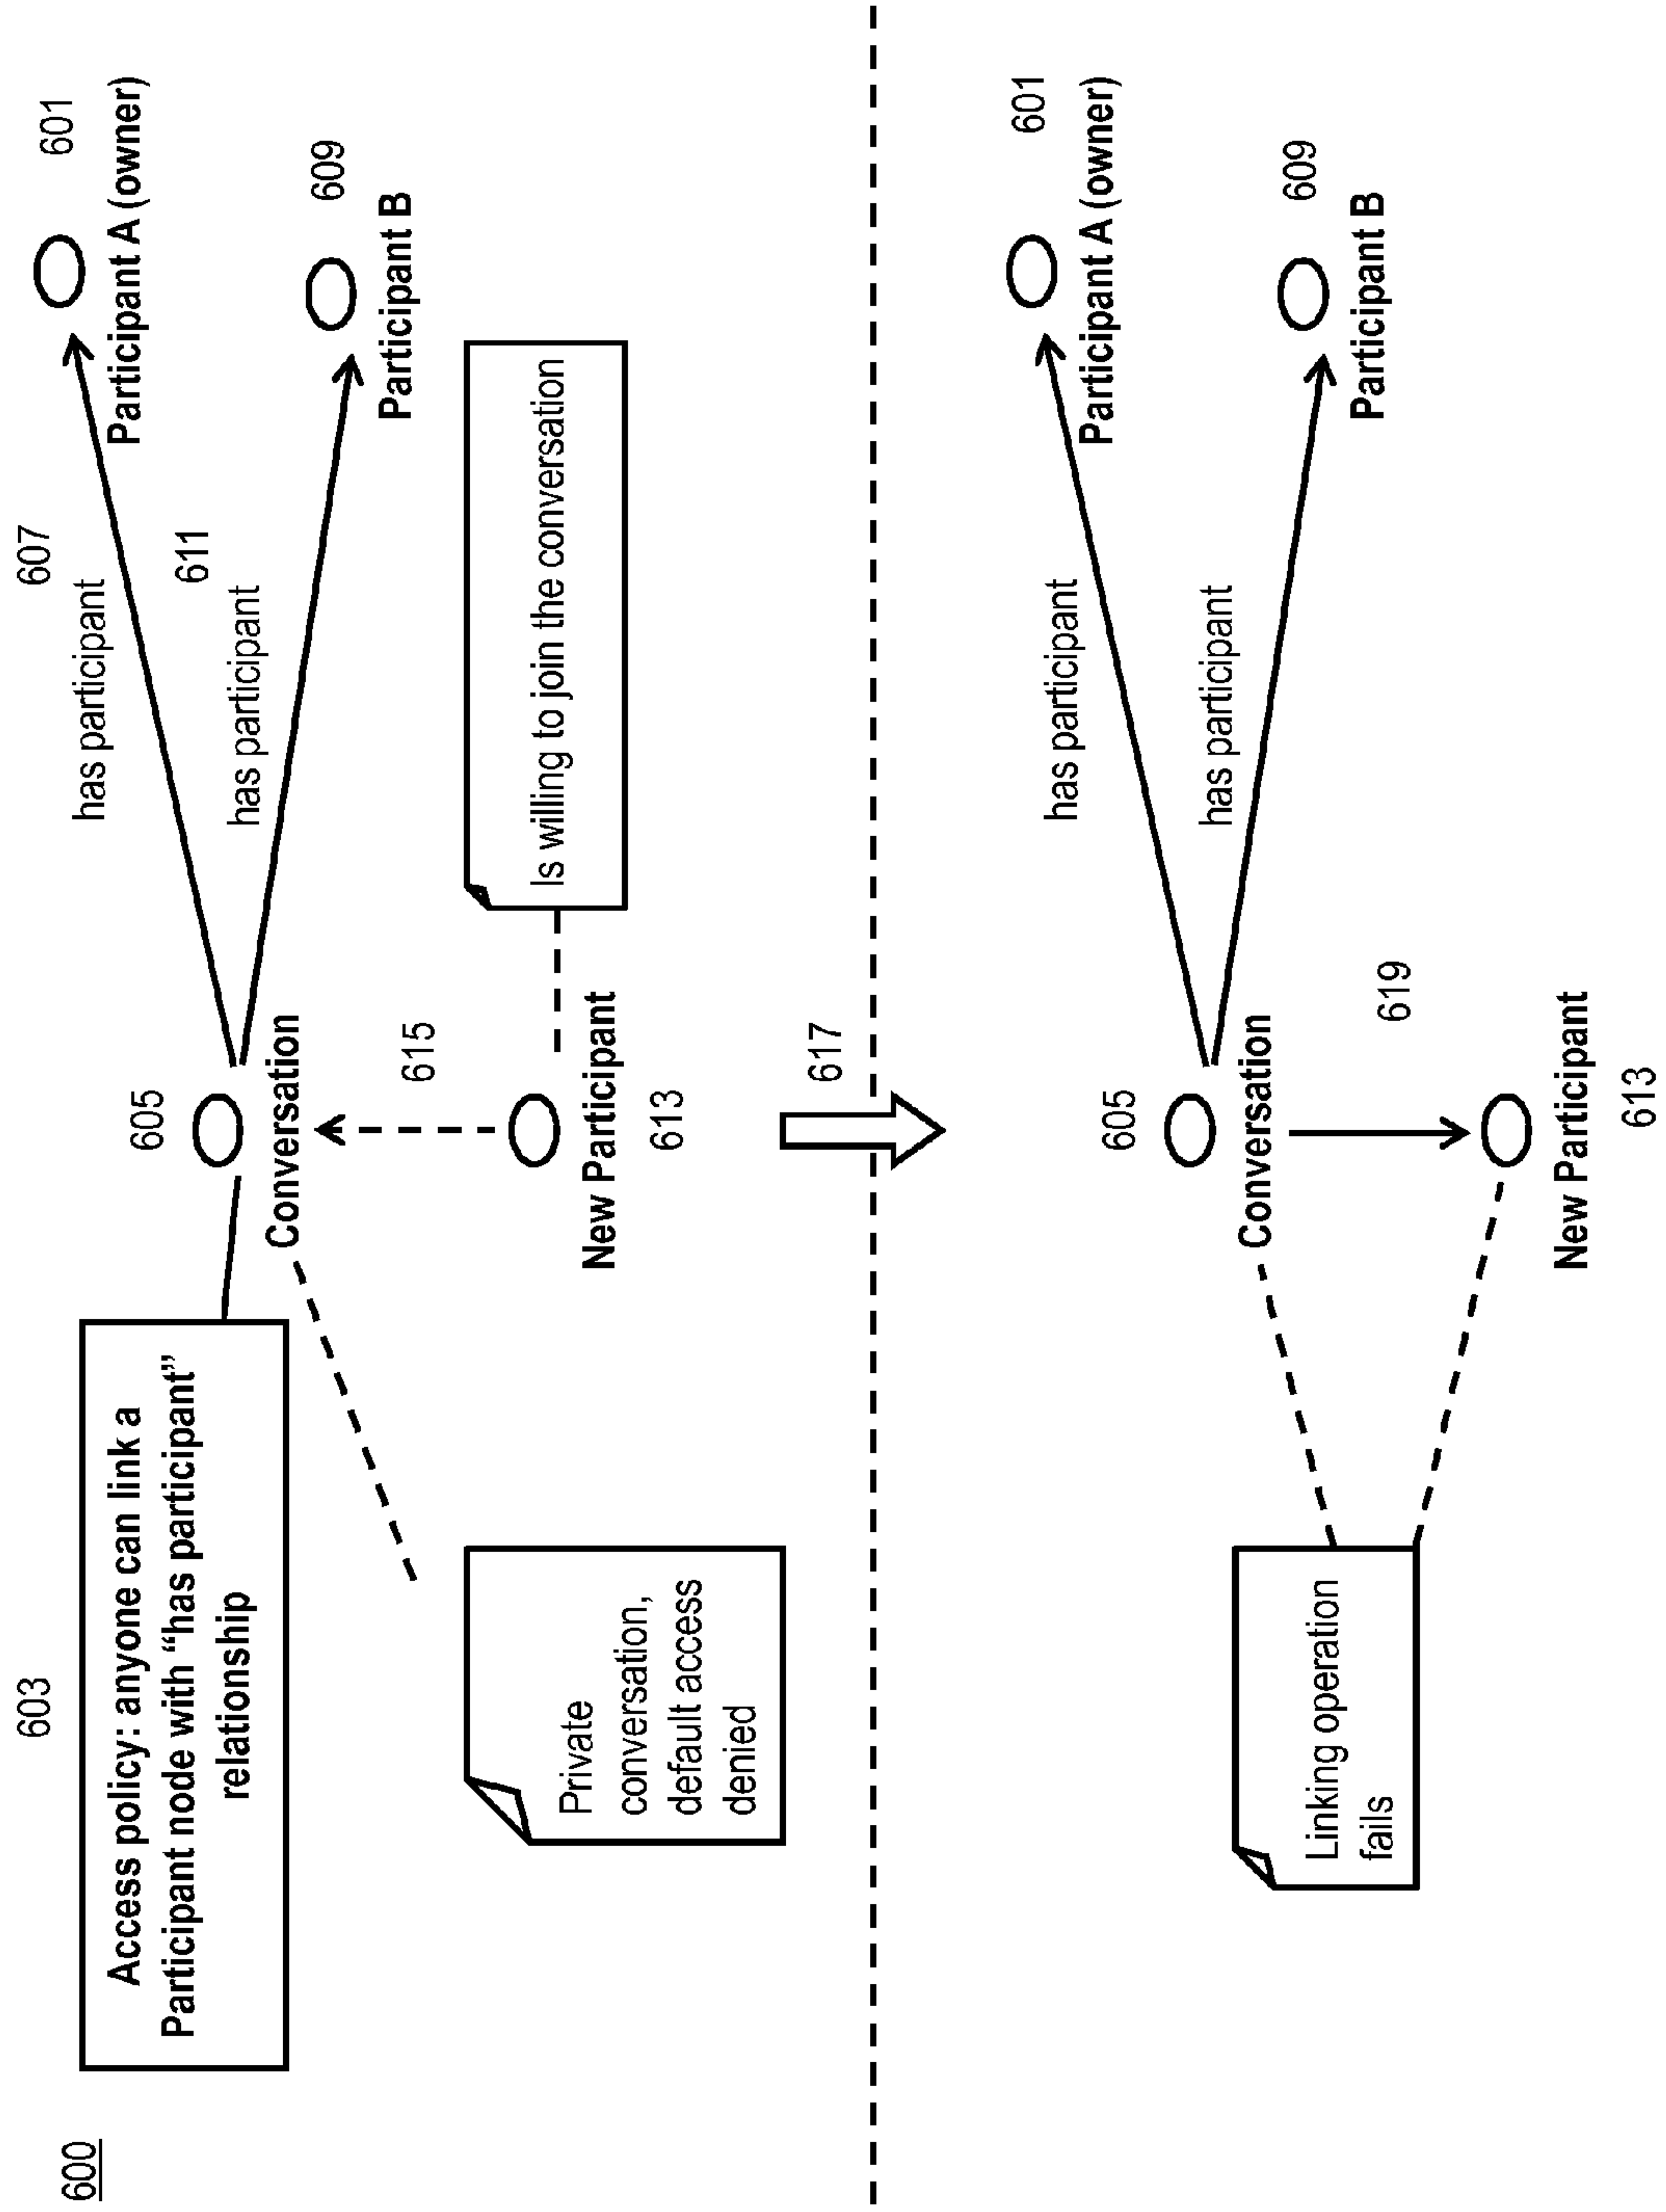 600
603
Access policy: anyone can link a
Participant node with “has participant”
relationship
605
Conversation
607
has participant
601
Participant A (owner)
611
has participant
609
Participant B
Private
conversation,
default access
denied
615
New Participant
613
Is willing to join the conversation
617
605
Conversation
has participant
601
Participant A (owner)
has participant
609
Participant B
Linking operation
fails
619
New Participant
613